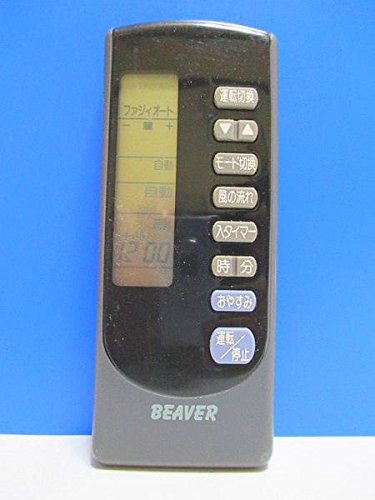 ファジィオート
− ■ +
自動
自動
12:00
運転切換
▼ ▲
モード切換
風の流れ
入タイマー
時 分
おやすみ
運転/停止
BEAVER